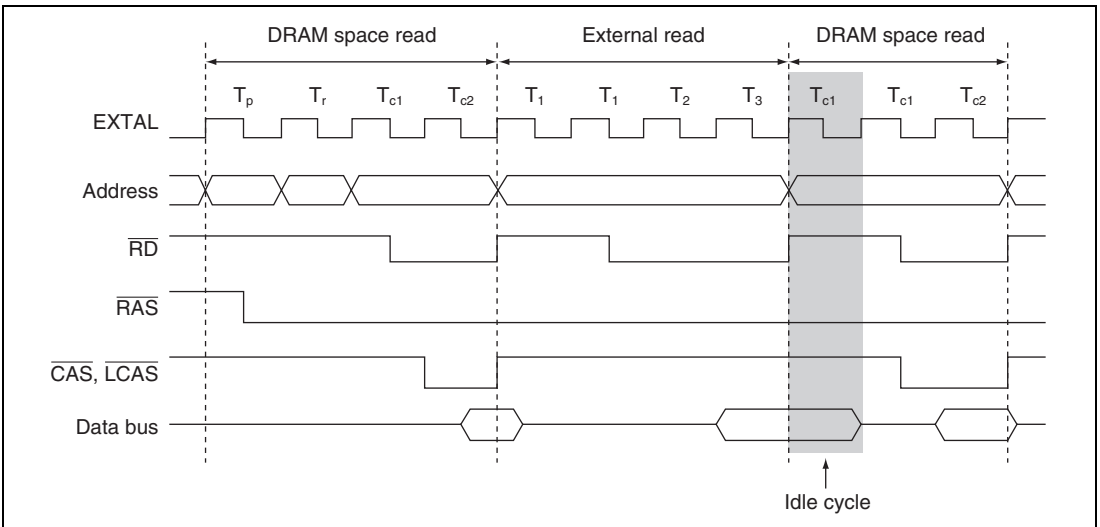 DRAM space read External read DRAM space read
Tp Tr Tc1 Tc2 T1 T1 T2 T3 Tc1 Tc1 Tc2
EXTAL
Address
RD
RAS
CAS, LCAS
Data bus
Idle cycle